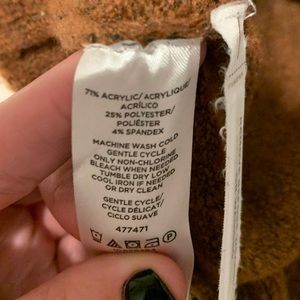 71% ACRYLIC/ ACRYLIQUE/
ACRÍLICO
25% POLYESTER/
POLIÉSTER
4% SPANDEX
MACHINE WASH COLD
GENTLE CYCLE
ONLY NON-CHLORINE
BLEACH WHEN NEEDED
TUMBLE DRY LOW
COOL IRON IF NEEDED
OR DRY CLEAN
GENTLE CYCLE/
CYCLE DÉLICAT/
CICLO SUAVE
477471